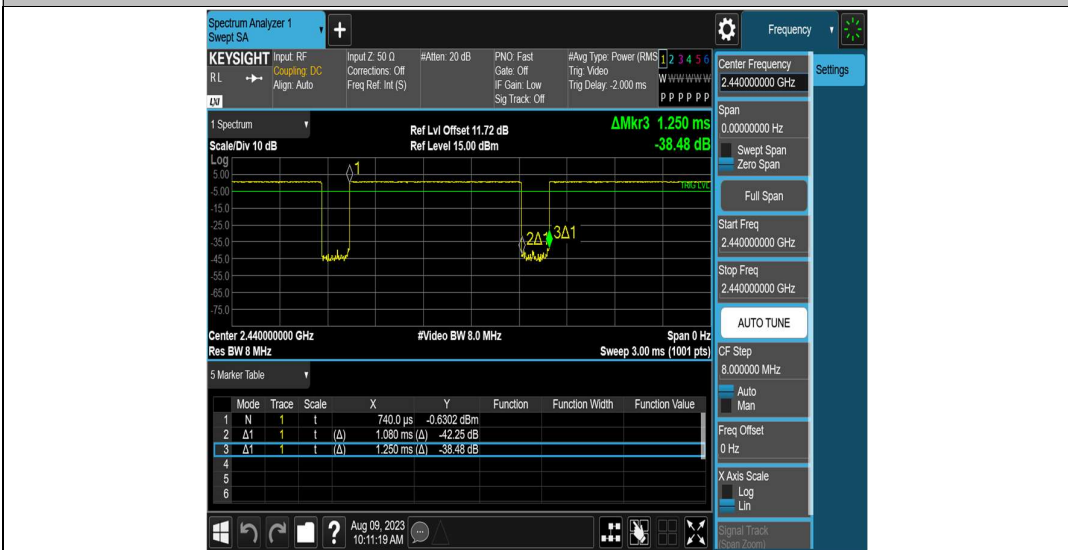 Spectrum Analyzer 1
Swept SA
+
Frequency
KEYSIGHT Input: RF Input Z: 50 Ω #Atten: 20 dB PNO: Fast #Avg Type: Power (RMS 1 2 3 4 5 6
RL Coupling: DC Corrections: Off Gate: Off Trig: Video W W W W W W
Align: Auto Freq Ref: Int (S) IF Gain: Low Trig Delay: -2.000 ms
LXI Sig Track: Off P P P P P P
1 Spectrum
Ref Lvl Offset 11.72 dB
ΔMkr3 1.250 ms
Scale/Div 10 dB Ref Level 15.00 dBm -38.48 dB
Log
5.00
-5.00
-15.0
-25.0
-35.0
-45.0
-55.0
-65.0
-75.0
1
TRIG LVL
2Δ1 3Δ1
Center 2.440000000 GHz #Video BW 8.0 MHz Span 0 Hz
Res BW 8 MHz Sweep 3.00 ms (1001 pts)
5 Marker Table
Mode Trace Scale X Y Function Function Width Function Value
1 N 1 t 740.0 µs -0.6302 dBm
2 Δ1 1 t (Δ) 1.080 ms (Δ) -42.25 dB
3 Δ1 1 t (Δ) 1.250 ms (Δ) -38.48 dB
4
5
6
?
Aug 09, 2023
10:11:19 AM
Center Frequency
2.440000000 GHz
Settings
Span
0.00000000 Hz
Swept Span
Zero Span
Full Span
Start Freq
2.440000000 GHz
Stop Freq
2.440000000 GHz
AUTO TUNE
CF Step
8.000000 MHz
Auto
Man
Freq Offset
0 Hz
X Axis Scale
Log
Lin
Signal Track
(Span Zoom)